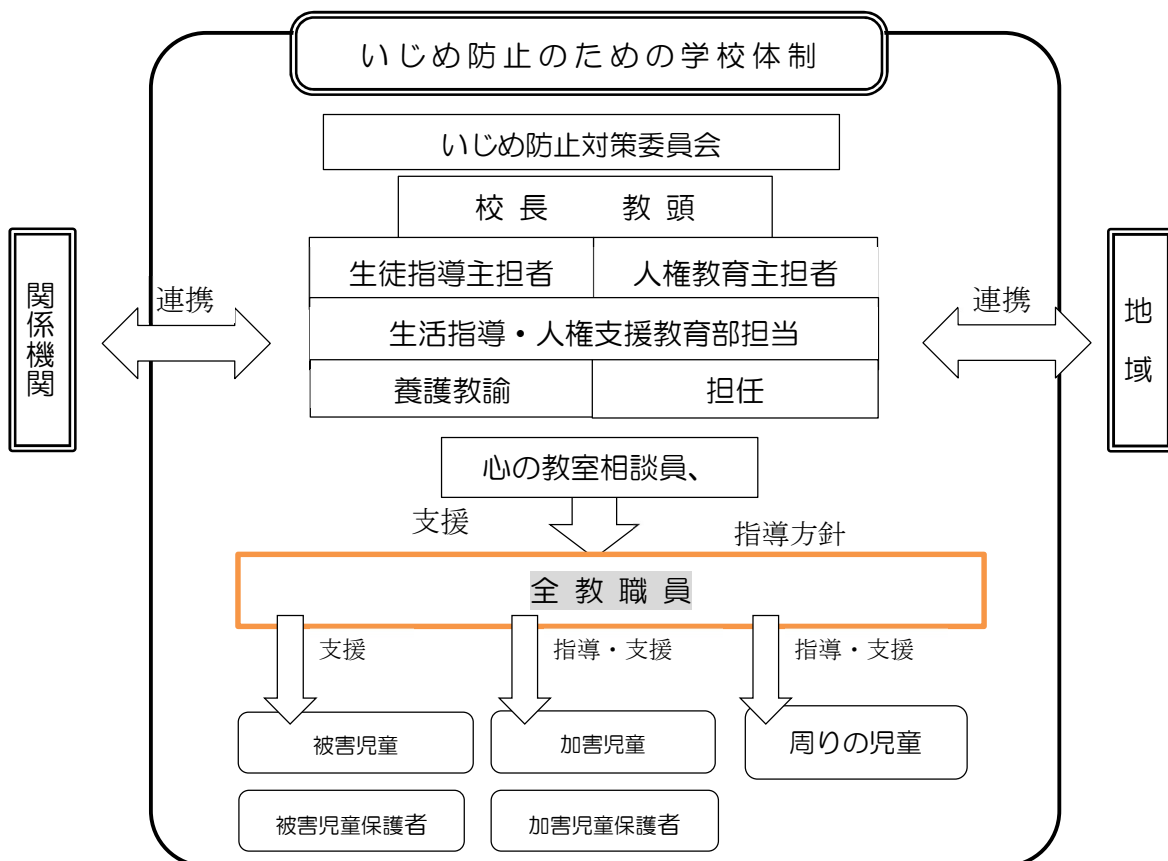 いじめ防止のための学校体制
いじめ防止対策委員会
校長 教頭
生徒指導主担者 人権教育主担者
生活指導・人権支援教育部担当
養護教諭 担任
心の教室相談員、
関係機関
連携
連携
地域
支援 指導方針
全教職員
支援 指導・支援 指導・支援
被害児童 加害児童 周りの児童
被害児童保護者 加害児童保護者